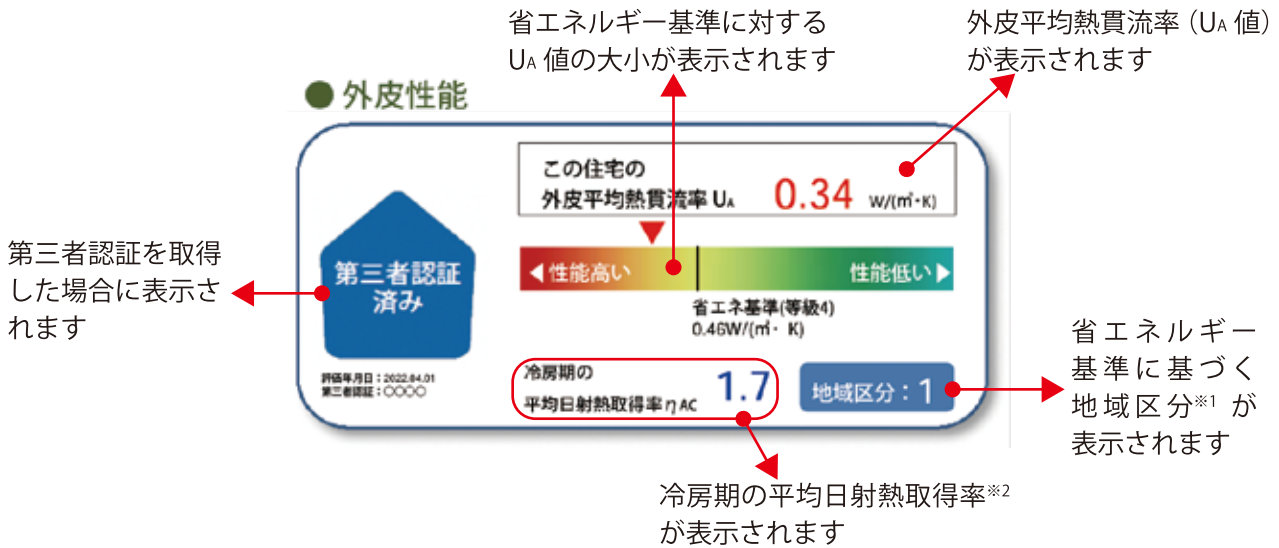 省エネルギー基準に対する
UA 値の大小が表示されます
外皮平均熱貫流率（UA 値）
が表示されます
● 外皮性能
この住宅の
外皮平均熱貫流率 UA 0.34 W/(㎡・K)
◀性能高い 性能低い▶
省エネ基準(等級4)
0.46W/(㎡・K)
第三者認証
済み
評価年月日：2022.04.01
第三者認証：〇〇〇〇
冷房期の
平均日射熱取得率η AC 1.7
地域区分：1
第三者認証を取得
した場合に表示さ
れます
省エネルギー
基準に基づく
地域区分※1 が
表示されます
冷房期の平均日射熱取得率※2
が表示されます